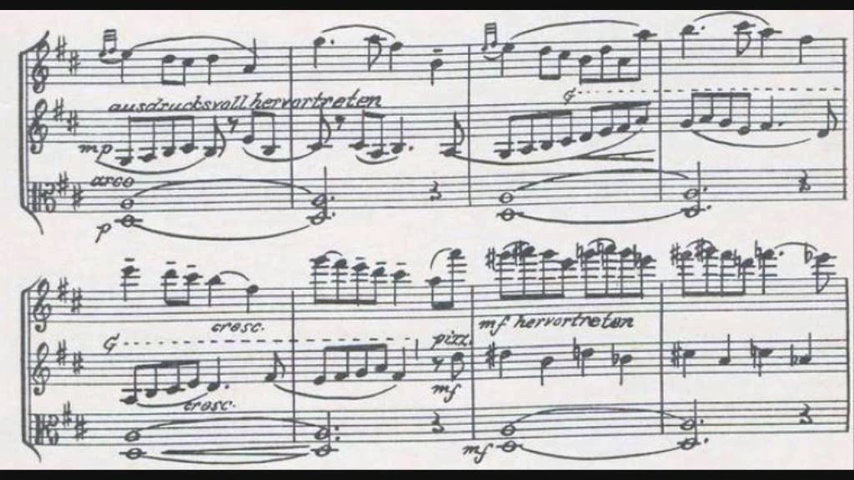 ausdrucksvoll hervortreten
G
mp
arco
p
cresc.
G
pizz.
mf hervortreten
mf
cresc.
mf